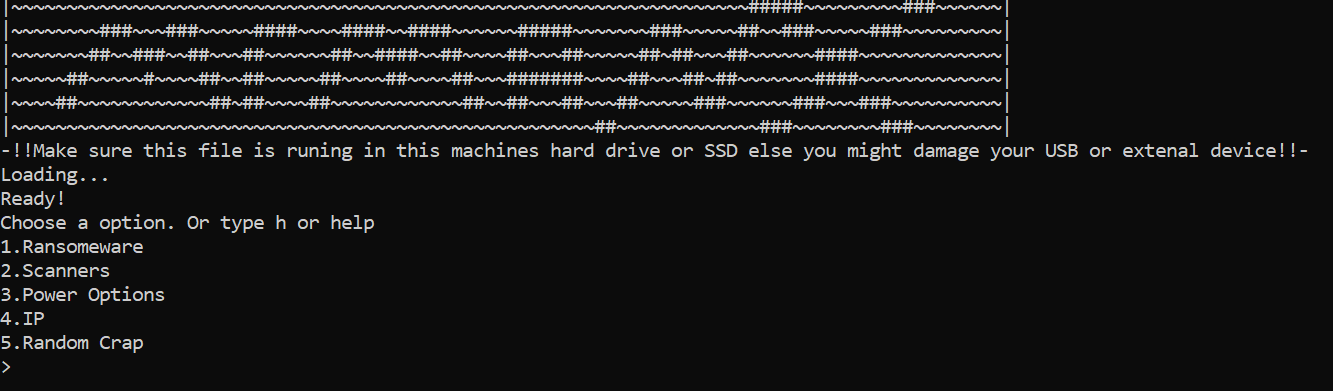 -!!Make sure this file is runing in this machines hard drive or SSD else you might damage your USB or extenal device!!-
Loading...
Ready!
Choose a option. Or type h or help
1.Ransomeware
2.Scanners
3.Power Options
4.IP
5.Random Crap
>